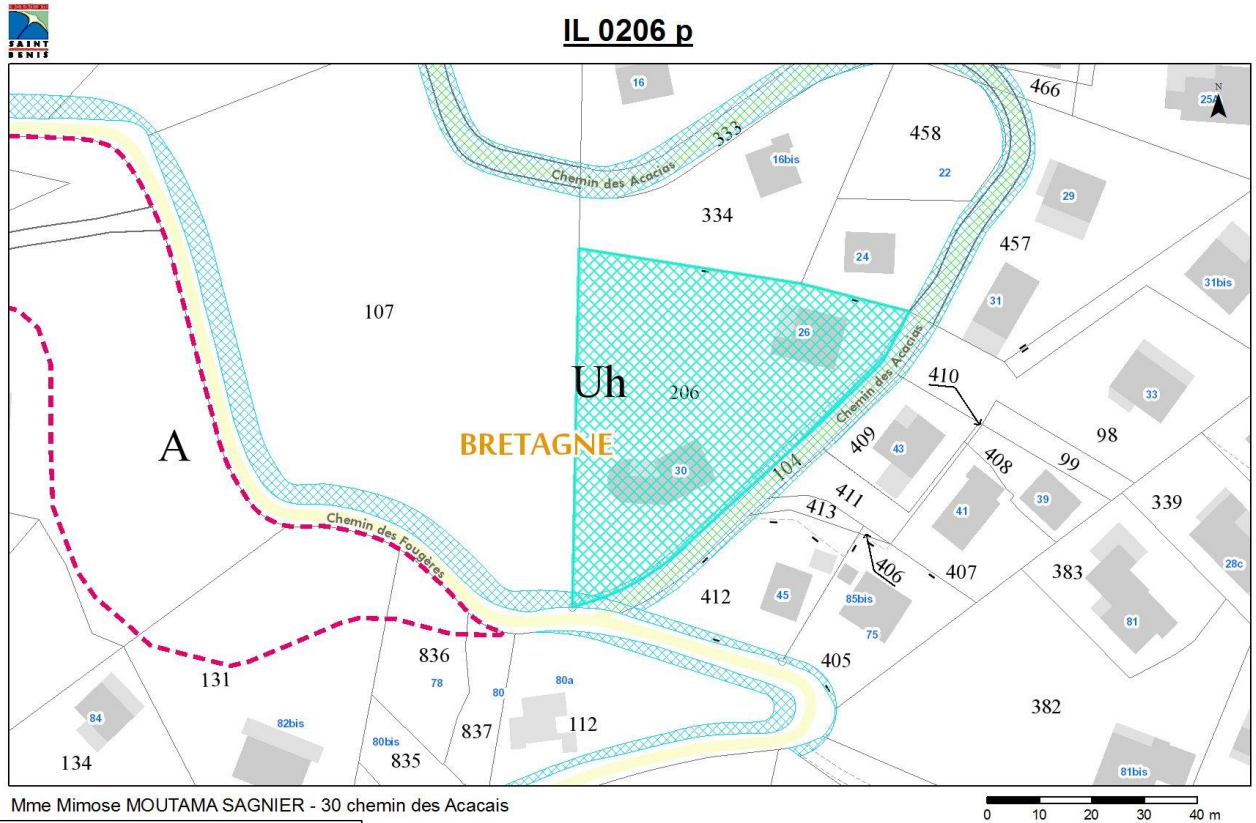 SAINT
DENIS
IL 0206 p
N
16
466
25A
333
458
16bis
Chemin des Acacias
22
29
334
457
24
31bis
107
31
26
Chemin des Acacias
410
33
Uh
206
98
BRETAGNE
409
43
A
30
104
408
99
411
39
339
413
41
Chemin des Fougères
28c
406
407
383
412
45
85bis
81
75
836
405
131
78
80
80a
382
84
82bis
837
112
80bis
835
134
81bis
Mme Mimose MOUTAMA SAGNIER - 30 chemin des Acacais
0 10 20 30 40 m